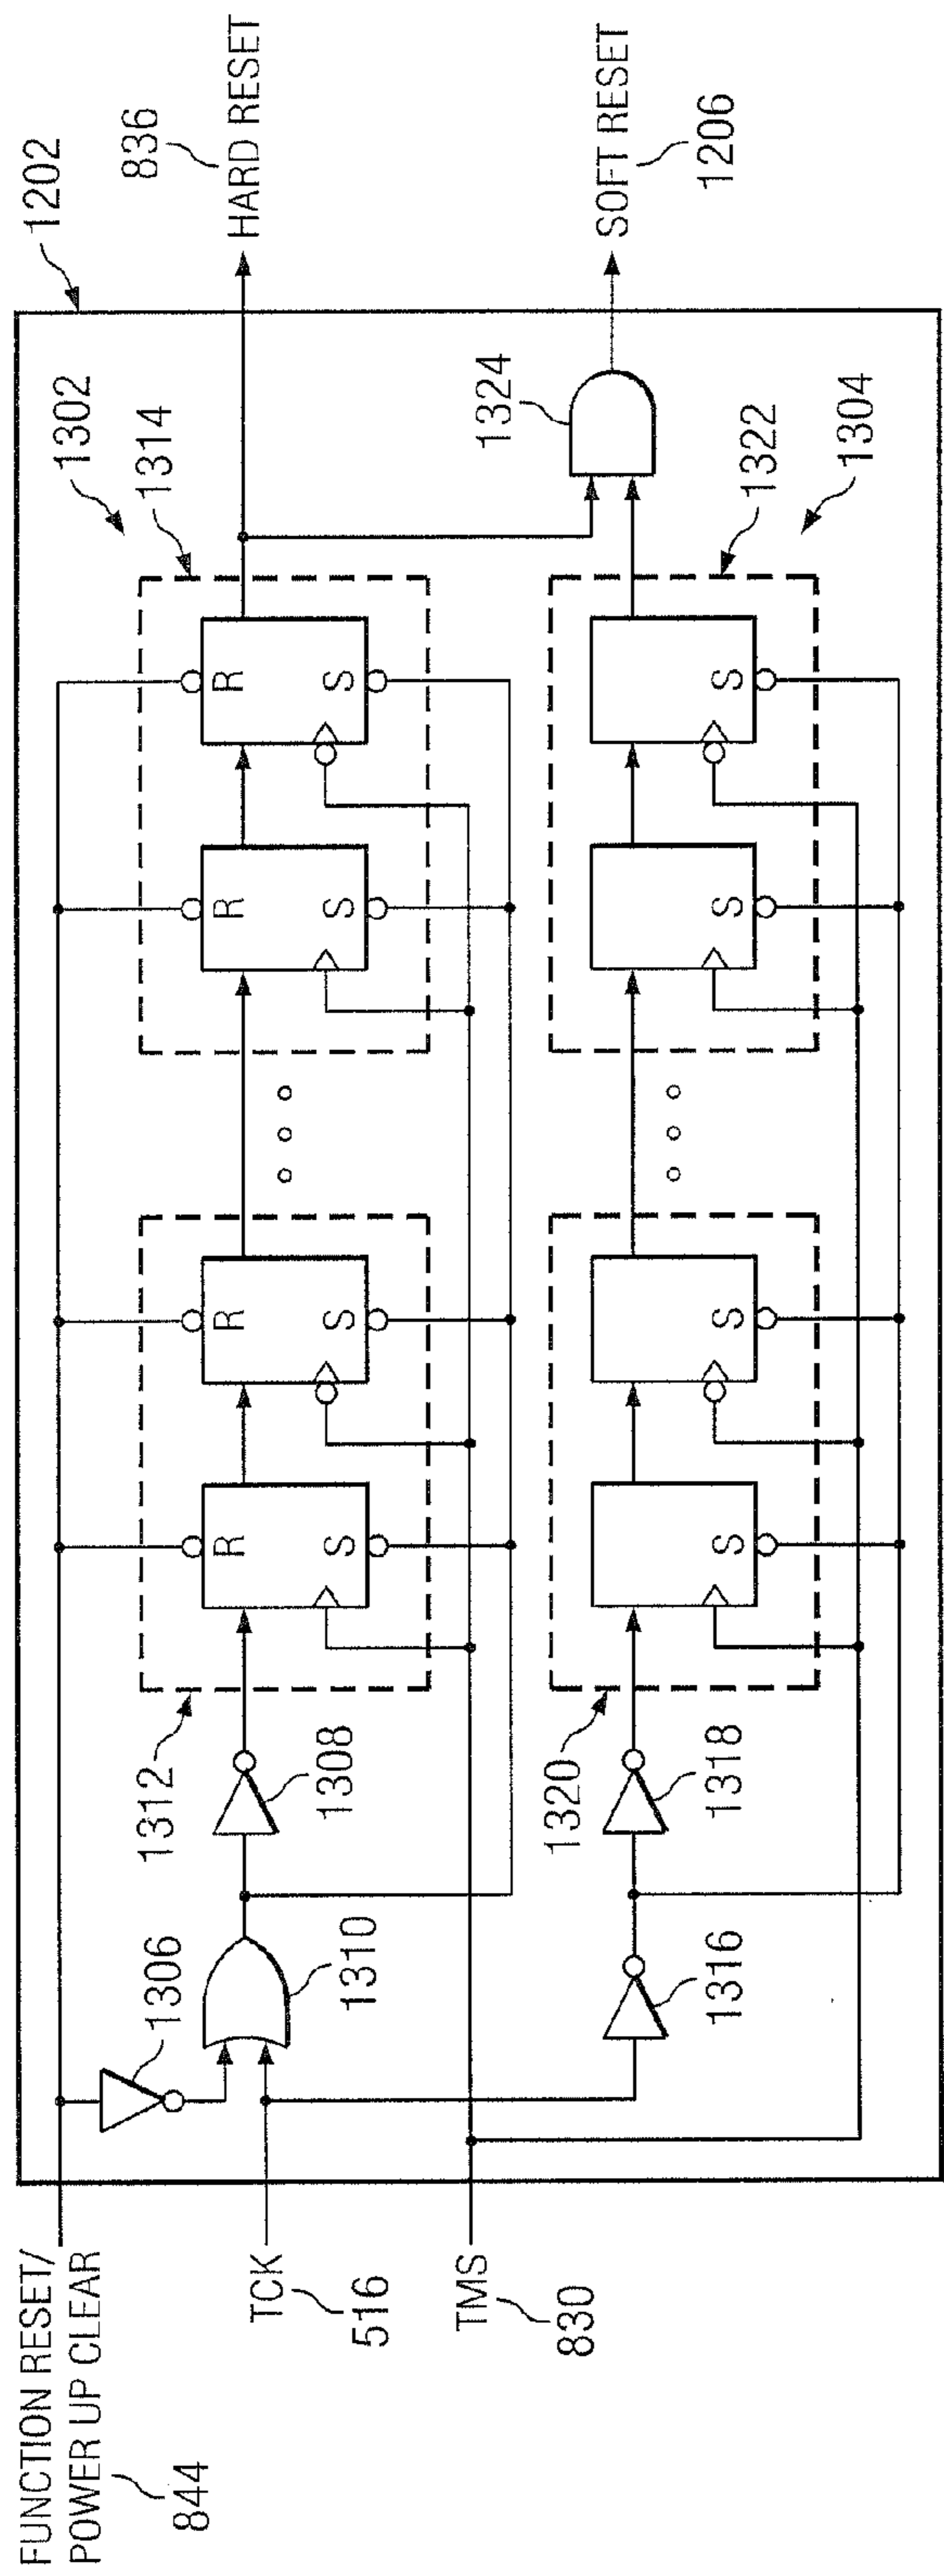 1202
1302
1314
836
HARD RESET
R
R
R
R
S
S
S
S
1312
1308
1306
1310
FUNCTION RESET/
POWER UP CLEAR
844
TCK
516
TMS
830
1324
SOFT RESET
1206
1322
1304
S
S
S
S
1320
1318
1316